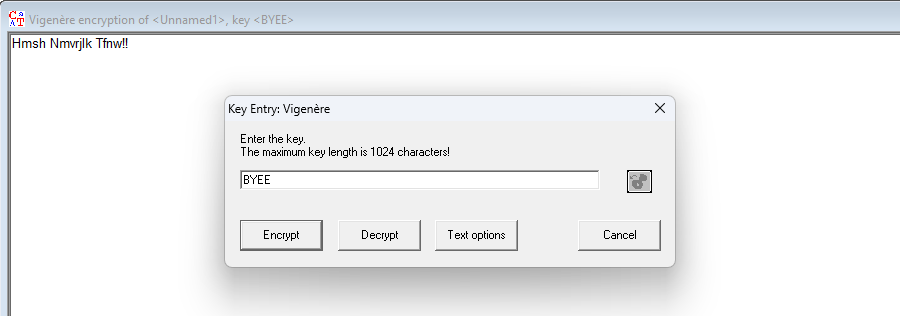 Vigenère encryption of <Unnamed1>, key <BYEE>
Hmsh Nmvrjlk Tfnw!!
Key Entry: Vigenère
Enter the key.
The maximum key length is 1024 characters!
BYEE
Encrypt Decrypt Text options Cancel